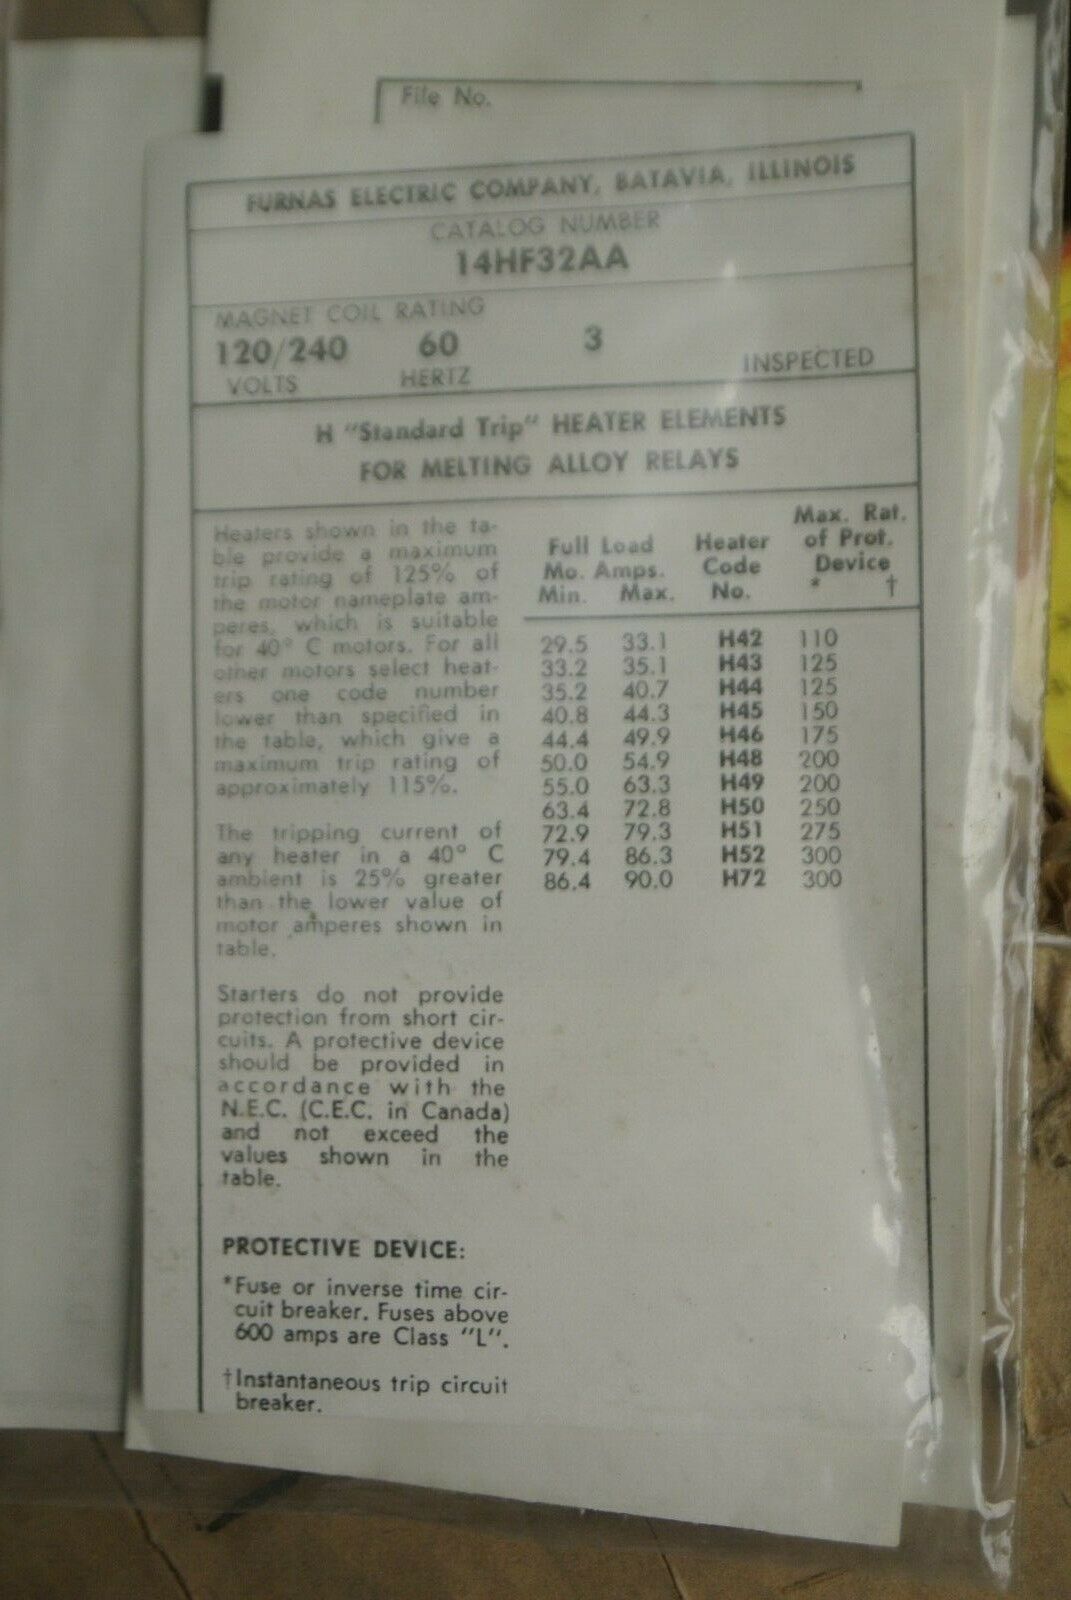 File No.
FURNAS ELECTRIC COMPANY, BATAVIA, ILLINOIS
CATALOG NUMBER
14HF32AA
MAGNET COIL RATING
120/240 60 3
VOLTS HERTZ INSPECTED
H "Standard Trip" HEATER ELEMENTS
FOR MELTING ALLOY RELAYS
Heaters shown in the ta-
ble provide a maximum
trip rating of 125% of
the motor nameplate am-
peres, which is suitable
for 40° C motors. For all
other motors select heat-
ers one code number
lower than specified in
the table, which give a
maximum trip rating of
approximately 115%.
The tripping current of
any heater in a 40° C
ambient is 25% greater
than the lower value of
motor amperes shown in
table.
Starters do not provide
protection from short cir-
cuits. A protective device
should be provided in
accordance with the
N.E.C. (C.E.C. in Canada)
and not exceed the
values shown in the
table.
PROTECTIVE DEVICE:
*Fuse or inverse time cir-
cuit breaker. Fuses above
600 amps are Class "L".
†Instantaneous trip circuit
breaker.
Full Load Mo. Amps. Heater Code No. Max. Rat. of Prot. Device
Min. Max. * †
29.5 33.1 H42 110
33.2 35.1 H43 125
35.2 40.7 H44 125
40.8 44.3 H45 150
44.4 49.9 H46 175
50.0 54.9 H48 200
55.0 63.3 H49 200
63.4 72.8 H50 250
72.9 79.3 H51 275
79.4 86.3 H52 300
86.4 90.0 H72 300